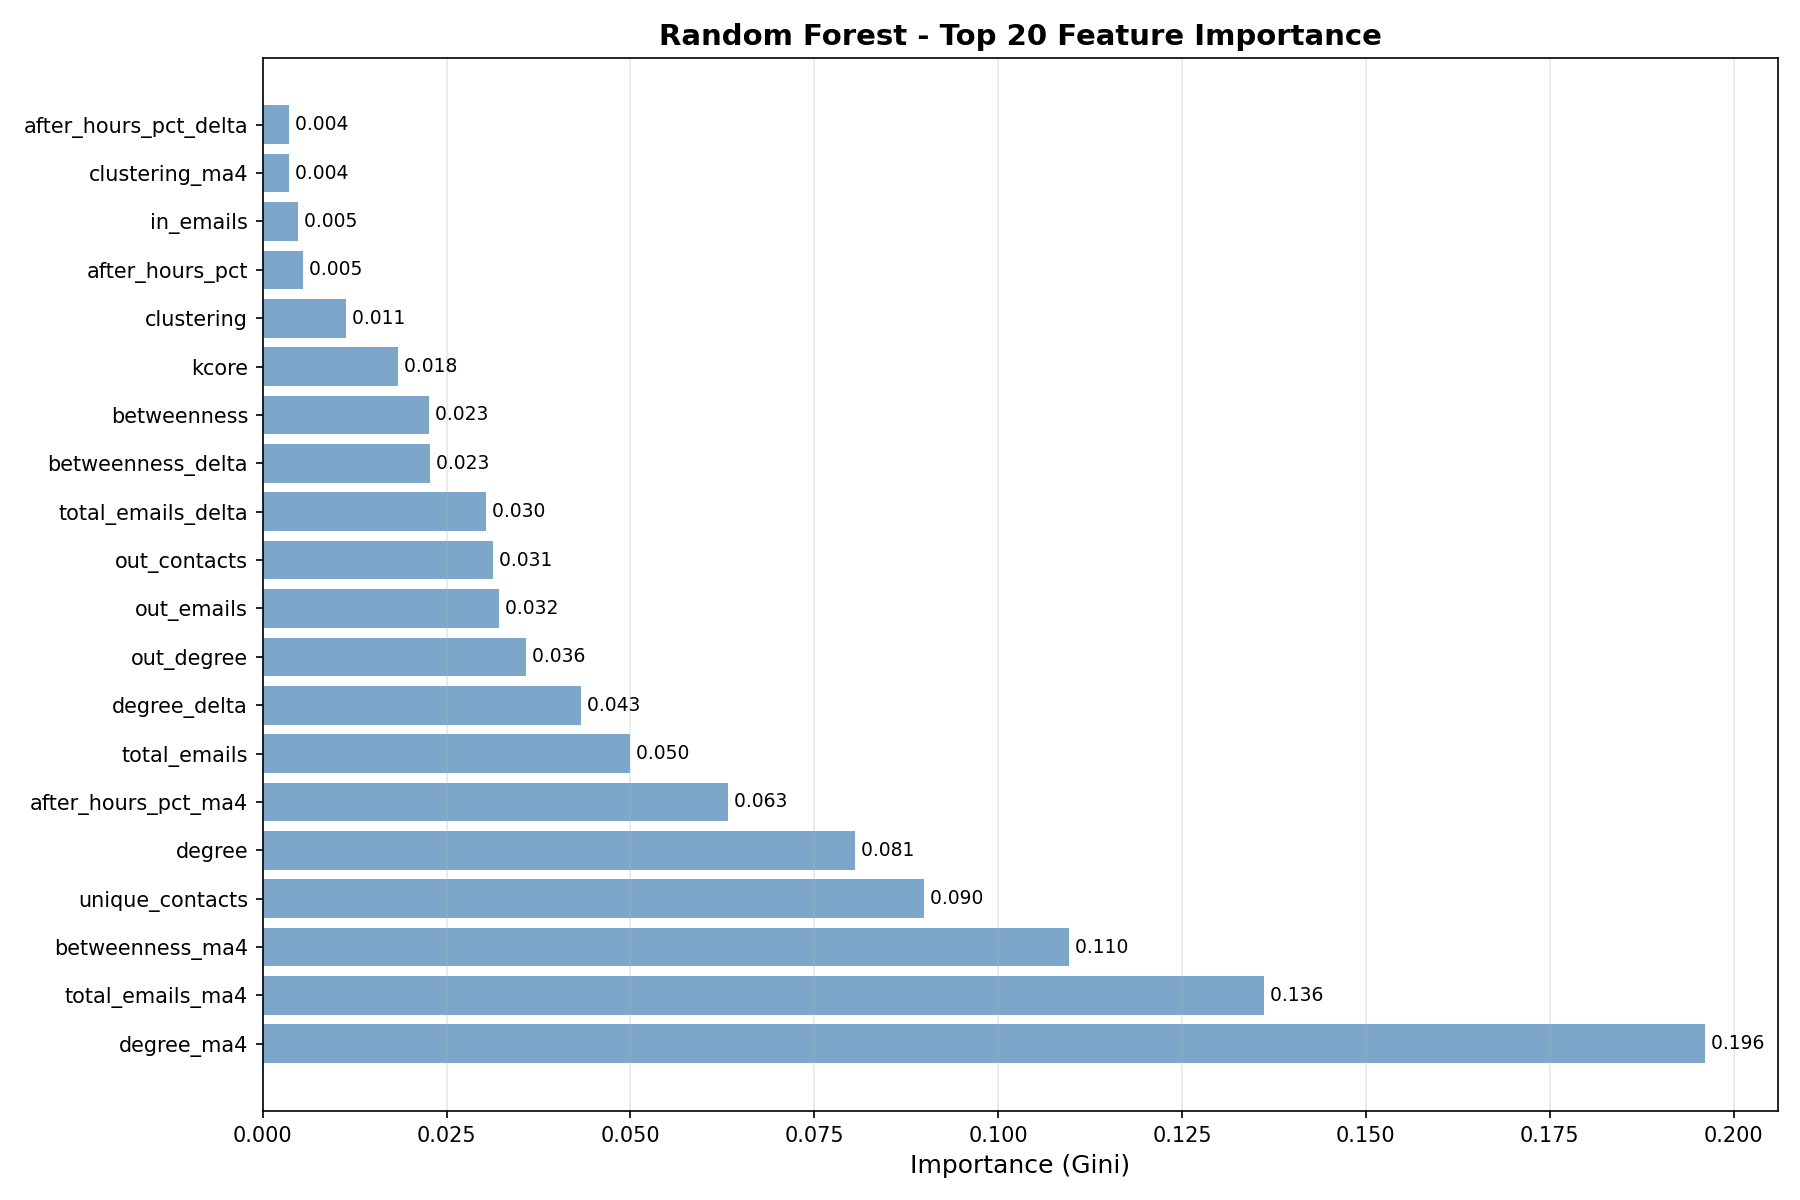 Random Forest - Top 20 Feature Importance
after_hours_pct_delta 0.004
clustering_ma4 0.004
in_emails 0.005
after_hours_pct 0.005
clustering 0.011
kcore 0.018
betweenness 0.023
betweenness_delta 0.023
total_emails_delta 0.030
out_contacts 0.031
out_emails 0.032
out_degree 0.036
degree_delta 0.043
total_emails 0.050
after_hours_pct_ma4 0.063
degree 0.081
unique_contacts 0.090
betweenness_ma4 0.110
total_emails_ma4 0.136
degree_ma4 0.196
0.000 0.025 0.050 0.075 0.100 0.125 0.150 0.175 0.200
Importance (Gini)